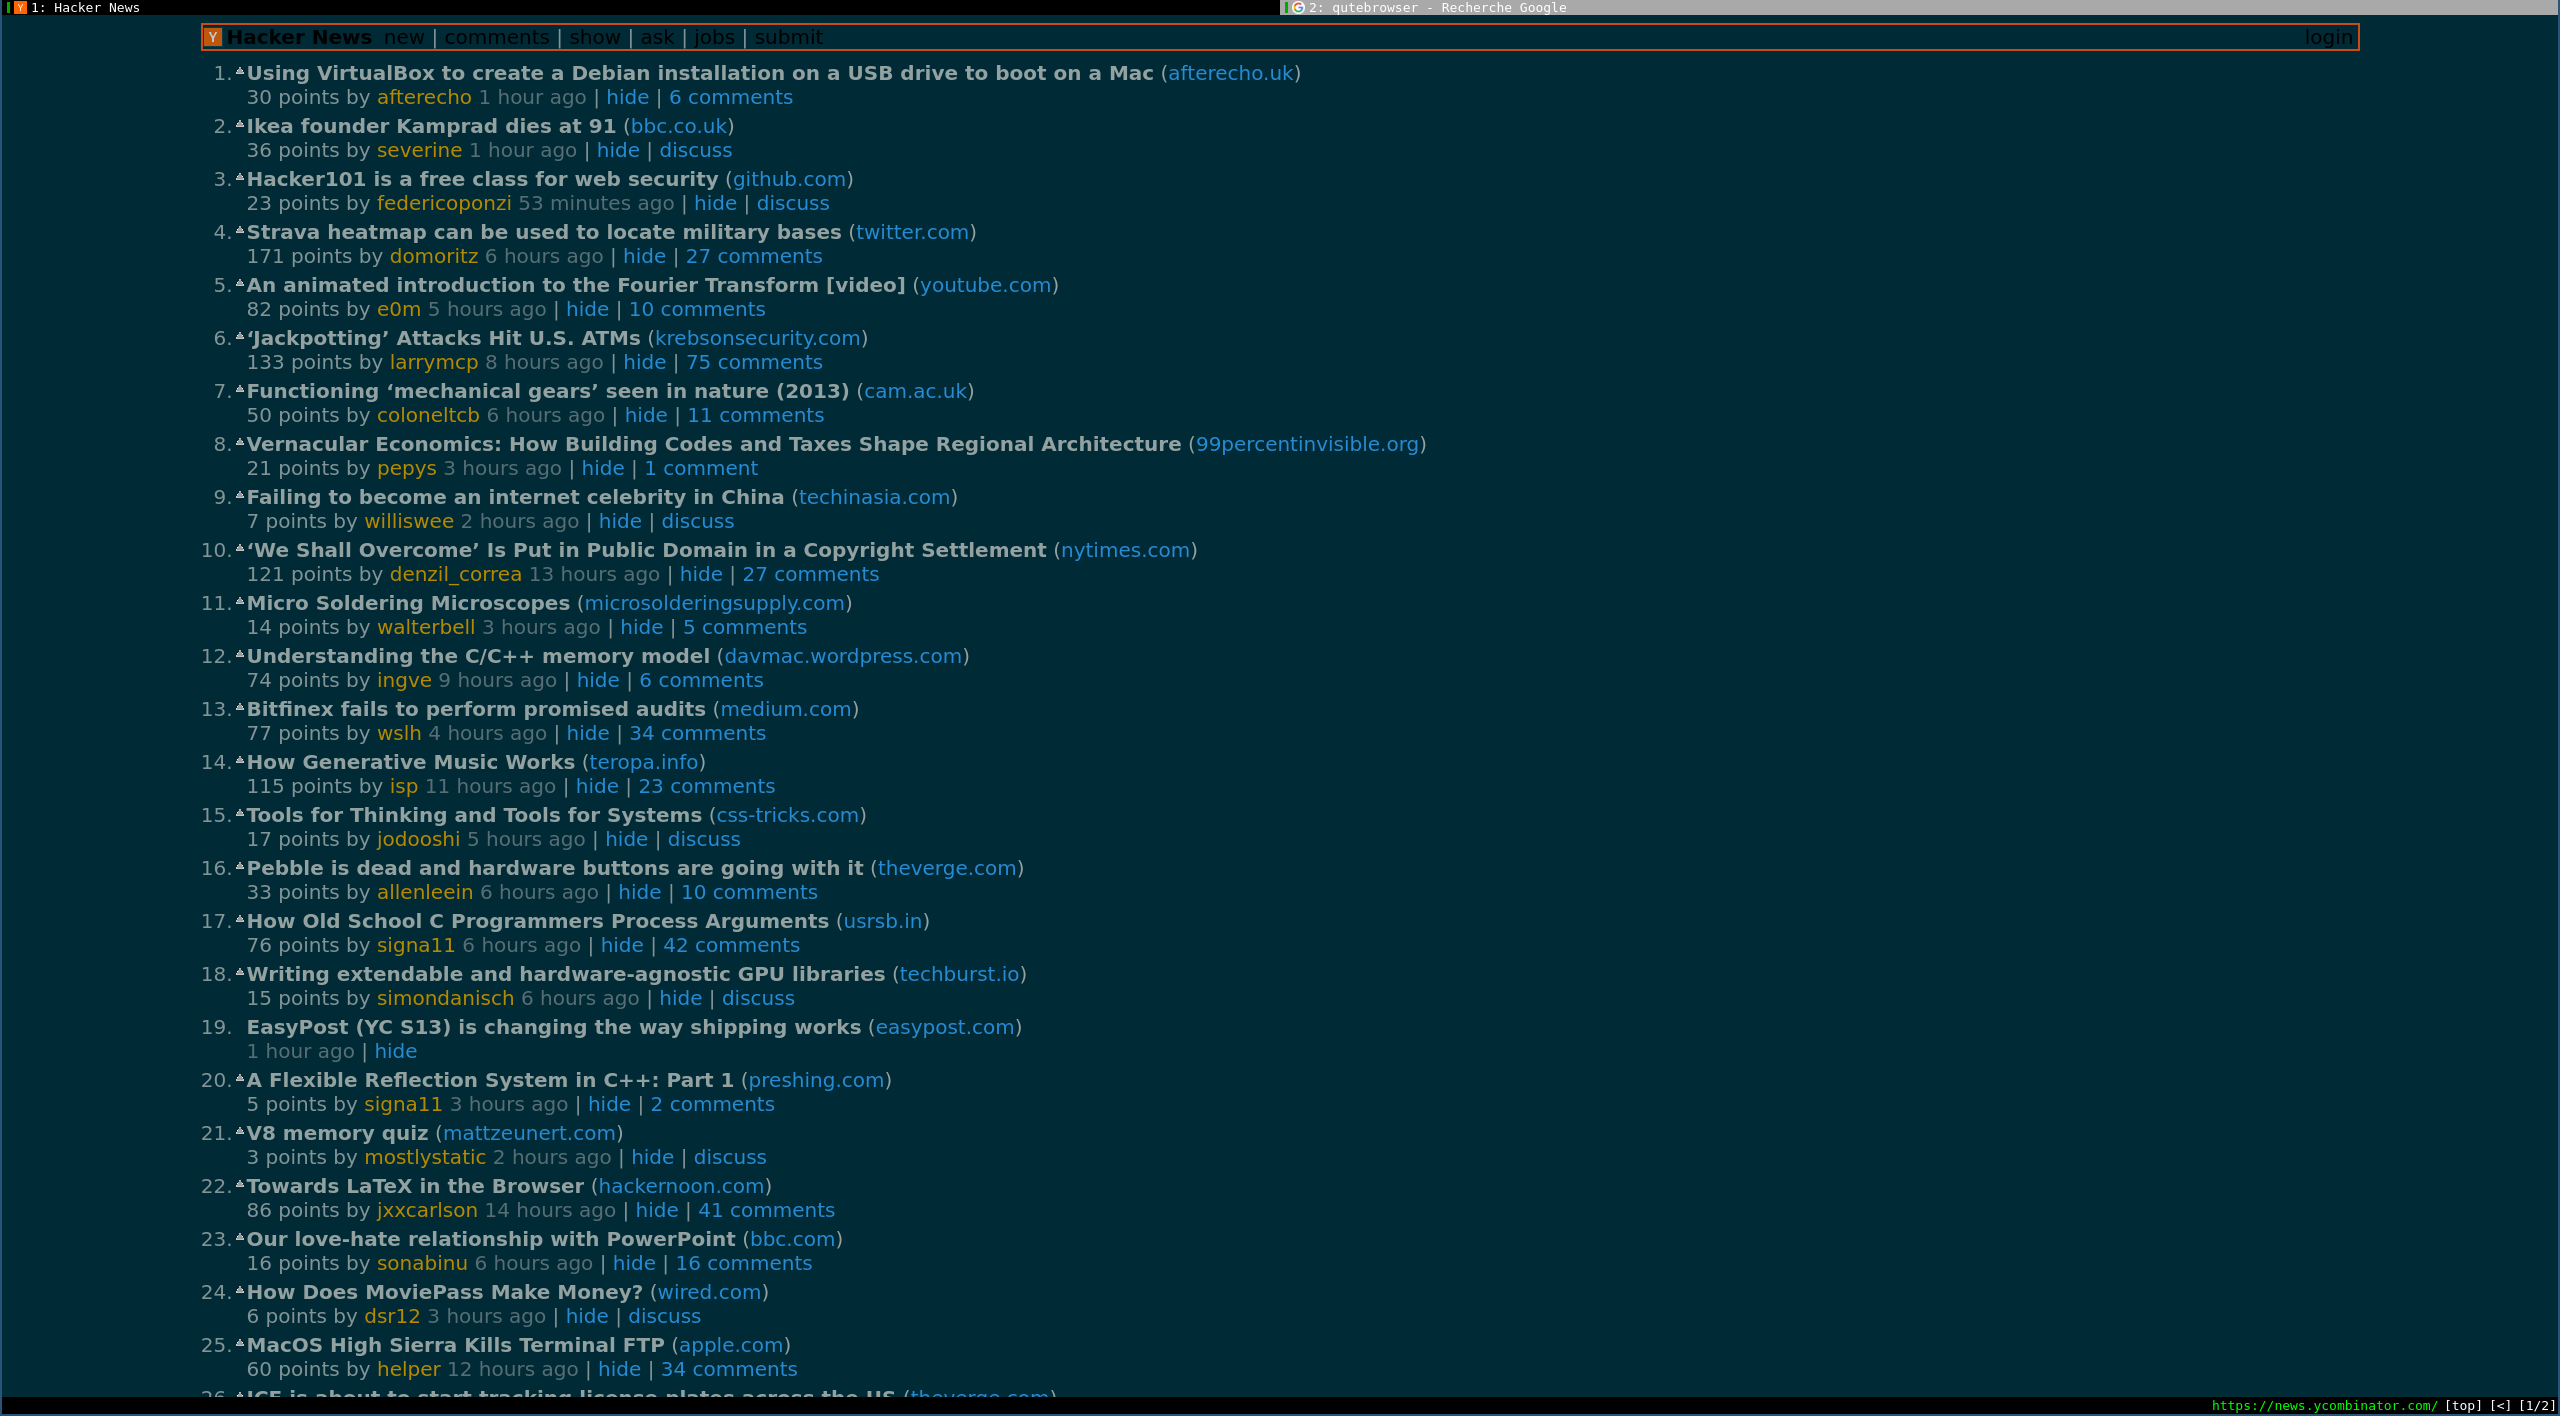 1: Hacker News
2: qutebrowser - Recherche Google
Y Hacker News new | comments | show | ask | jobs | submit login
1. Using VirtualBox to create a Debian installation on a USB drive to boot on a Mac (afterecho.uk)
30 points by afterecho 1 hour ago | hide | 6 comments
2. Ikea founder Kamprad dies at 91 (bbc.co.uk)
36 points by severine 1 hour ago | hide | discuss
3. Hacker101 is a free class for web security (github.com)
23 points by federicoponzi 53 minutes ago | hide | discuss
4. Strava heatmap can be used to locate military bases (twitter.com)
171 points by domoritz 6 hours ago | hide | 27 comments
5. An animated introduction to the Fourier Transform [video] (youtube.com)
82 points by e0m 5 hours ago | hide | 10 comments
6. ‘Jackpotting’ Attacks Hit U.S. ATMs (krebsonsecurity.com)
133 points by larrymcp 8 hours ago | hide | 75 comments
7. Functioning ‘mechanical gears’ seen in nature (2013) (cam.ac.uk)
50 points by coloneltcb 6 hours ago | hide | 11 comments
8. Vernacular Economics: How Building Codes and Taxes Shape Regional Architecture (99percentinvisible.org)
21 points by pepys 3 hours ago | hide | 1 comment
9. Failing to become an internet celebrity in China (techinasia.com)
7 points by williswee 2 hours ago | hide | discuss
10. ‘We Shall Overcome’ Is Put in Public Domain in a Copyright Settlement (nytimes.com)
121 points by denzil_correa 13 hours ago | hide | 27 comments
11. Micro Soldering Microscopes (microsolderingsupply.com)
14 points by walterbell 3 hours ago | hide | 5 comments
12. Understanding the C/C++ memory model (davmac.wordpress.com)
74 points by ingve 9 hours ago | hide | 6 comments
13. Bitfinex fails to perform promised audits (medium.com)
77 points by wslh 4 hours ago | hide | 34 comments
14. How Generative Music Works (teropa.info)
115 points by isp 11 hours ago | hide | 23 comments
15. Tools for Thinking and Tools for Systems (css-tricks.com)
17 points by jodooshi 5 hours ago | hide | discuss
16. Pebble is dead and hardware buttons are going with it (theverge.com)
33 points by allenleein 6 hours ago | hide | 10 comments
17. How Old School C Programmers Process Arguments (usrsb.in)
76 points by signa11 6 hours ago | hide | 42 comments
18. Writing extendable and hardware-agnostic GPU libraries (techburst.io)
15 points by simondanisch 6 hours ago | hide | discuss
19. EasyPost (YC S13) is changing the way shipping works (easypost.com)
1 hour ago | hide
20. A Flexible Reflection System in C++: Part 1 (preshing.com)
5 points by signa11 3 hours ago | hide | 2 comments
21. V8 memory quiz (mattzeunert.com)
3 points by mostlystatic 2 hours ago | hide | discuss
22. Towards LaTeX in the Browser (hackernoon.com)
86 points by jxxcarlson 14 hours ago | hide | 41 comments
23. Our love-hate relationship with PowerPoint (bbc.com)
16 points by sonabinu 6 hours ago | hide | 16 comments
24. How Does MoviePass Make Money? (wired.com)
6 points by dsr12 3 hours ago | hide | discuss
25. MacOS High Sierra Kills Terminal FTP (apple.com)
60 points by helper 12 hours ago | hide | 34 comments
26. ICE is about to start tracking license plates across the US (theverge.com)
https://news.ycombinator.com/ [top] [<] [1/2]